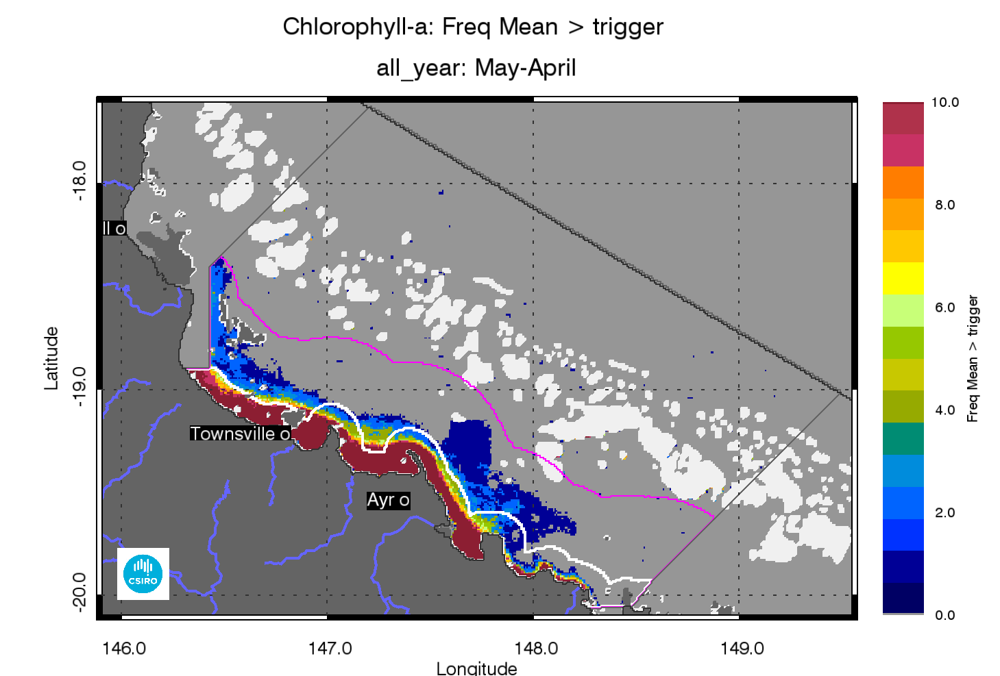 Chlorophyll-a: Freq Mean > trigger
all_year: May-April
10.0
8.0
6.0
4.0
2.0
0.0
Freq Mean > trigger
-18.0
-19.0
-20.0
Latitude
ll o
Townsville o
Ayr o
CSIRO
146.0 147.0 148.0 149.0
Longitude